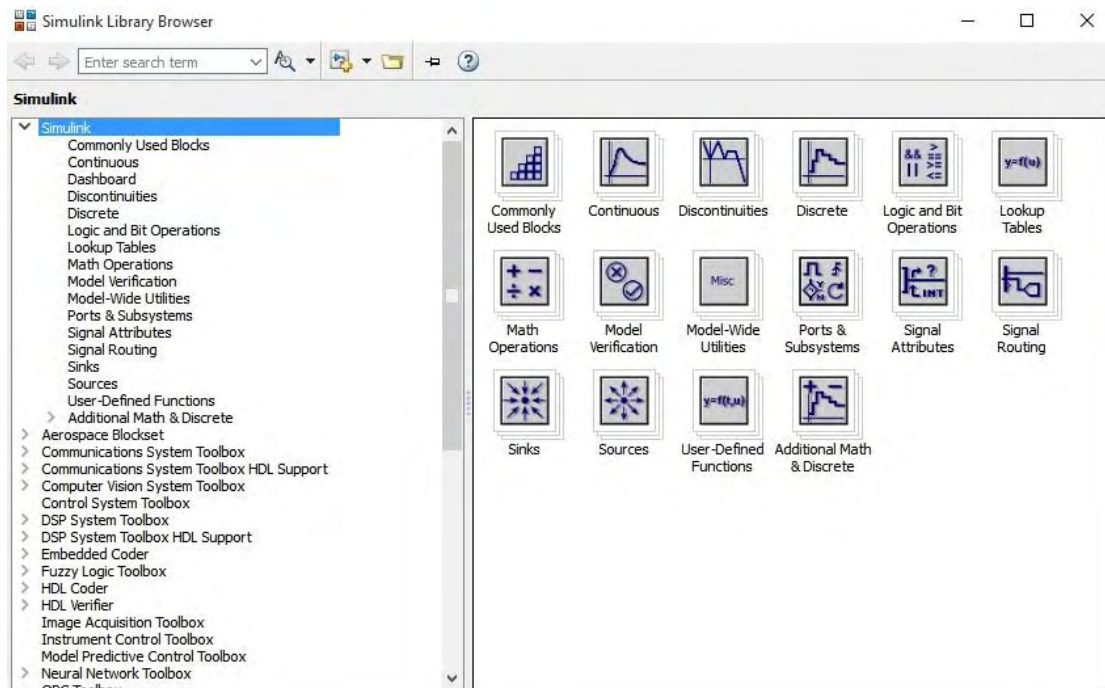 Simulink Library Browser
Enter search term
Simulink
Simulink
Commonly Used Blocks
Continuous
Dashboard
Discontinuities
Discrete
Logic and Bit Operations
Lookup Tables
Math Operations
Model Verification
Model-Wide Utilities
Ports & Subsystems
Signal Attributes
Signal Routing
Sinks
Sources
User-Defined Functions
Additional Math & Discrete
Aerospace Blockset
Communications System Toolbox
Communications System Toolbox HDL Support
Computer Vision System Toolbox
Control System Toolbox
DSP System Toolbox
DSP System Toolbox HDL Support
Embedded Coder
Fuzzy Logic Toolbox
HDL Coder
HDL Verifier
Image Acquisition Toolbox
Instrument Control Toolbox
Model Predictive Control Toolbox
Neural Network Toolbox
OPC Toolbox
&& >
== 
|| >=
<=
y=f(u)
Commonly
Used Blocks
Continuous
Discontinuities
Discrete
Logic and Bit
Operations
Lookup
Tables
+ −
÷ ×
Misc
Y
N
?
INT
Math
Operations
Model
Verification
Model-Wide
Utilities
Ports &
Subsystems
Signal
Attributes
Signal
Routing
y=f(t,u)
+ −
Sinks
Sources
User-Defined
Functions
Additional Math
& Discrete